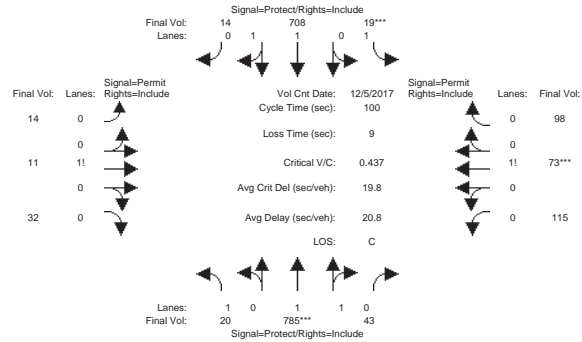 Signal=Protect/Rights=Include
Final Vol: 14 708 19***
Lanes: 0 1 1 0 1
Signal=Permit
Final Vol: Lanes: Rights=Include
Vol Cnt Date: 12/5/2017
Signal=Permit
Rights=Include Lanes: Final Vol:
Cycle Time (sec): 100
14 0
0 98
Loss Time (sec): 9
0
0
11 1!
Critical V/C: 0.437
1! 73***
0
Avg Crit Del (sec/veh): 19.8
0
32 0
Avg Delay (sec/veh): 20.8
0 115
LOS: C
Lanes: 1 0 1 1 0
Final Vol: 20 785*** 43
Signal=Protect/Rights=Include